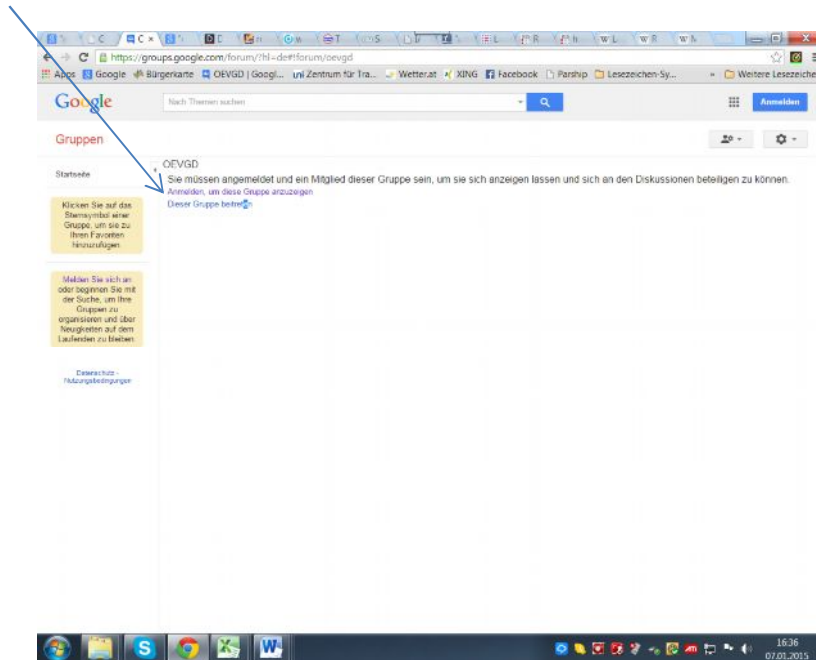 https://groups.google.com/forum/?hl=de#!forum/oevgd
Apps Google Bürgerkarte OEVGD | Googl... Zentrum für Tra... Wetter.at XING Facebook Parship Lesezeichen-Sy... » Weitere Lesezeiche
Google
Nach Themen suchen
Anmelden
Gruppen
Startseite
OEVGD
Sie müssen angemeldet und ein Mitglied dieser Gruppe sein, um sie sich anzeigen lassen und sich an den Diskussionen beteiligen zu können.
Anmelden, um diese Gruppe anzuzeigen
Dieser Gruppe beitreten
Klicken Sie auf das
Sternsymbol einer
Gruppe, um sie zu
Ihren Favoriten
hinzuzufügen.
Melden Sie sich an
oder beginnen Sie mit
der Suche, um Ihre
Gruppen zu
organisieren und über
Neuigkeiten auf dem
Laufenden zu bleiben.
Datenschutz -
Nutzungsbedingungen
16:36
07.01.2015